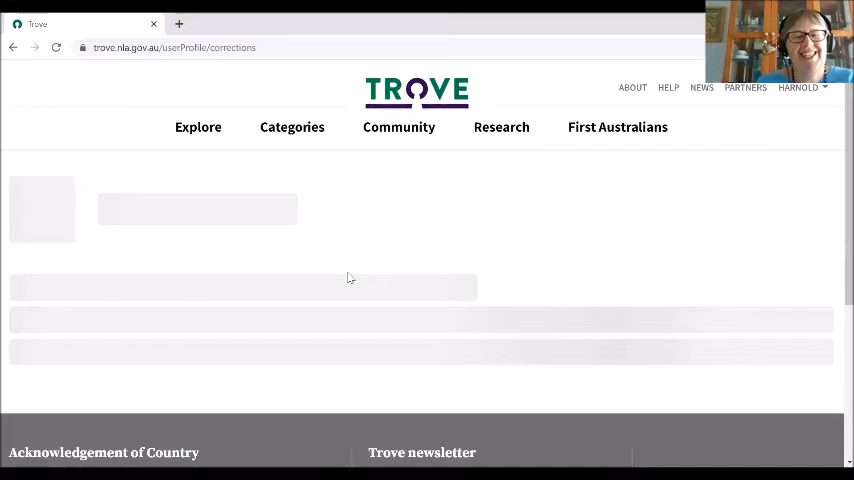 Trove
trove.nla.gov.au/userProfile/corrections
TROVE
ABOUT HELP NEWS PARTNERS HARNOLD
Explore Categories Community Research First Australians
Acknowledgement of Country Trove newsletter